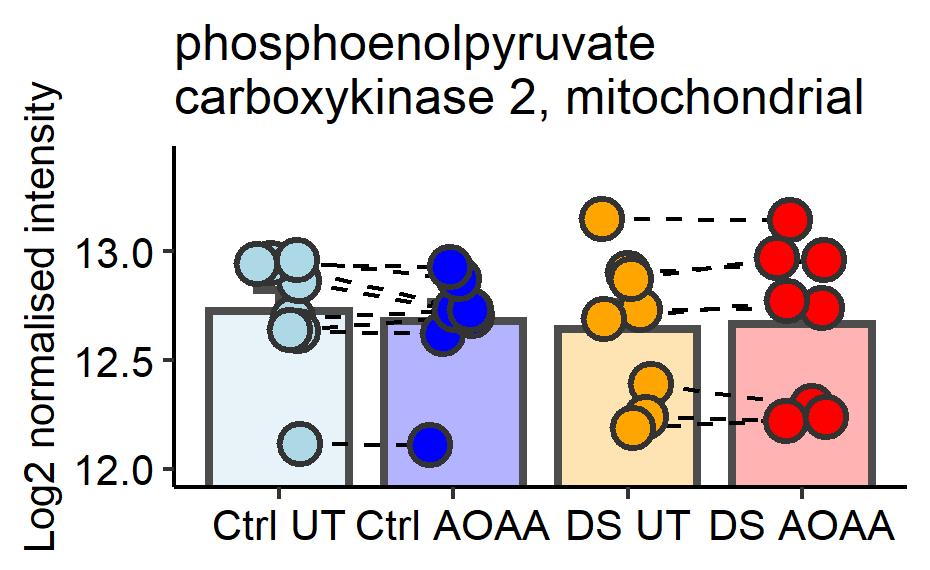 phosphoenolpyruvate
carboxykinase 2, mitochondrial
Log2 normalised intensity
13.0
12.5
12.0
Ctrl UT Ctrl AOAA DS UT DS AOAA